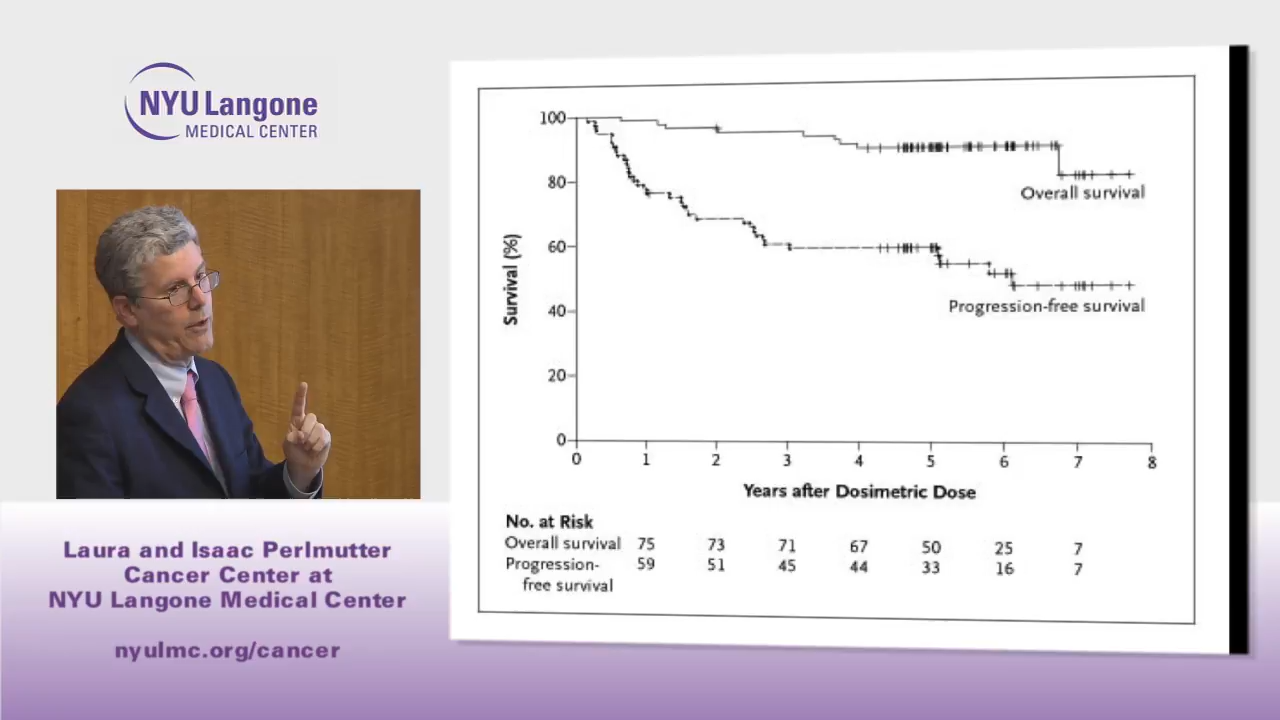 NYU Langone
MEDICAL CENTER
Laura and Isaac Perlmutter
Cancer Center at
NYU Langone Medical Center
nyulmc.org/cancer
100
80
60
40
20
0
Survival (%)
Overall survival
Progression-free survival
0 1 2 3 4 5 6 7 8
Years after Dosimetric Dose
No. at Risk
Overall survival 75 73 71 67 50 25 7
Progression- 59 51 45 44 33 16 7
free survival